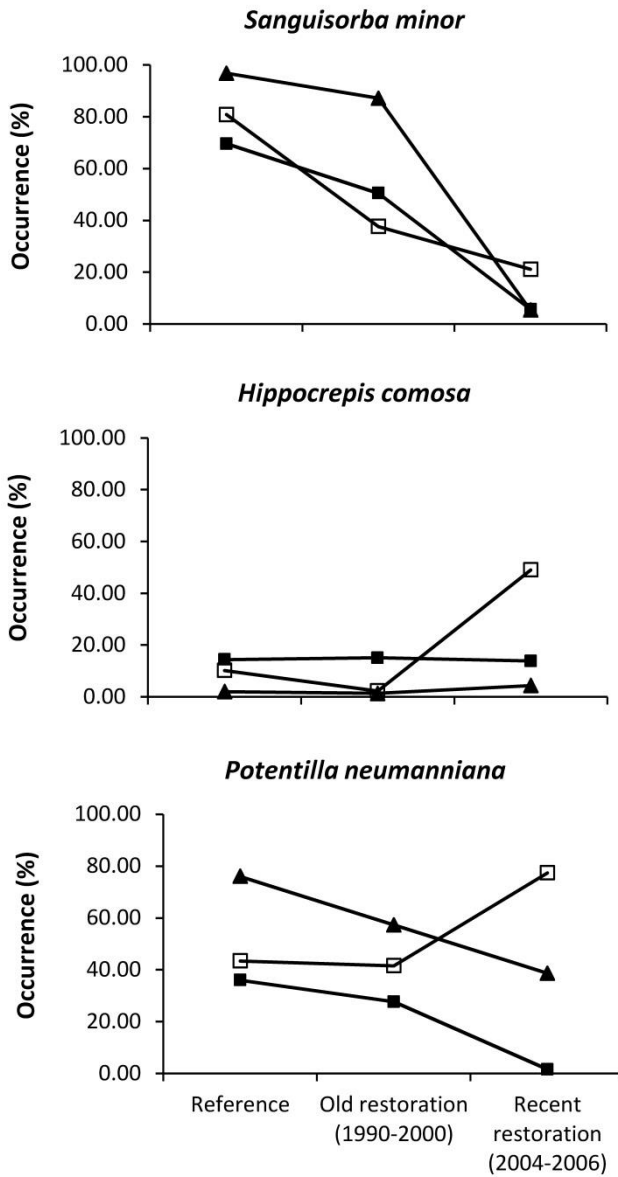 Sanguisorba minor
Occurrence (%)
100.00
80.00
60.00
40.00
20.00
0.00
Hippocrepis comosa
Occurrence (%)
100.00
80.00
60.00
40.00
20.00
0.00
Potentilla neumanniana
Occurrence (%)
100.00
80.00
60.00
40.00
20.00
0.00
Reference
Old restoration
(1990-2000)
Recent
restoration
(2004-2006)